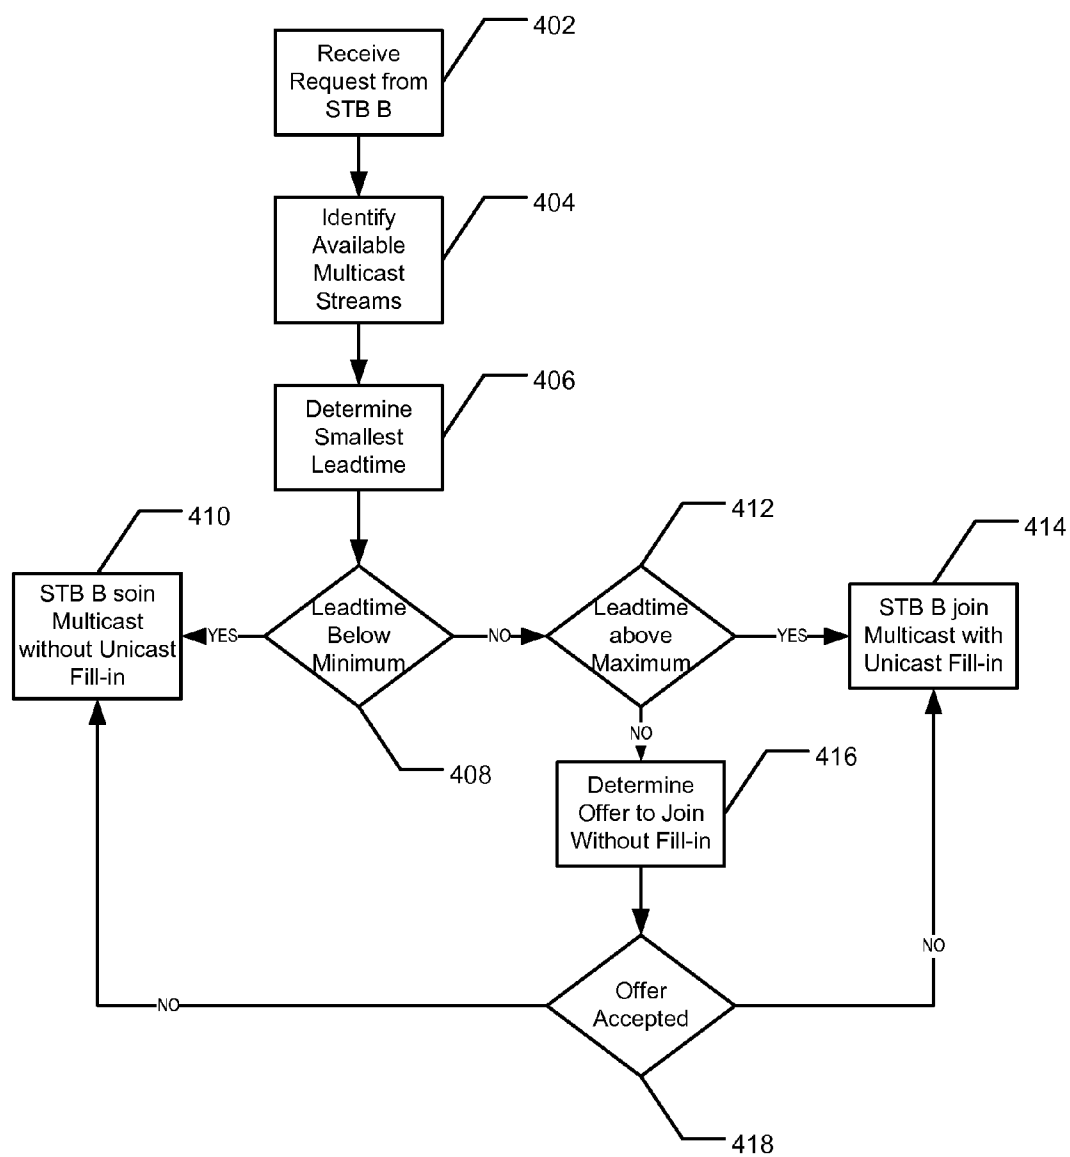 402
Receive
Request from
STB B
404
Identify
Available
Multicast
Streams
406
Determine
Smallest
Leadtime
410
STB B soin
Multicast
without Unicast
Fill-in
YES
Leadtime
Below
Minimum
408
NO
412
Leadtime
above
Maximum
YES
414
STB B join
Multicast with
Unicast Fill-in
NO
416
Determine
Offer to Join
Without Fill-in
NO
Offer
Accepted
NO
418